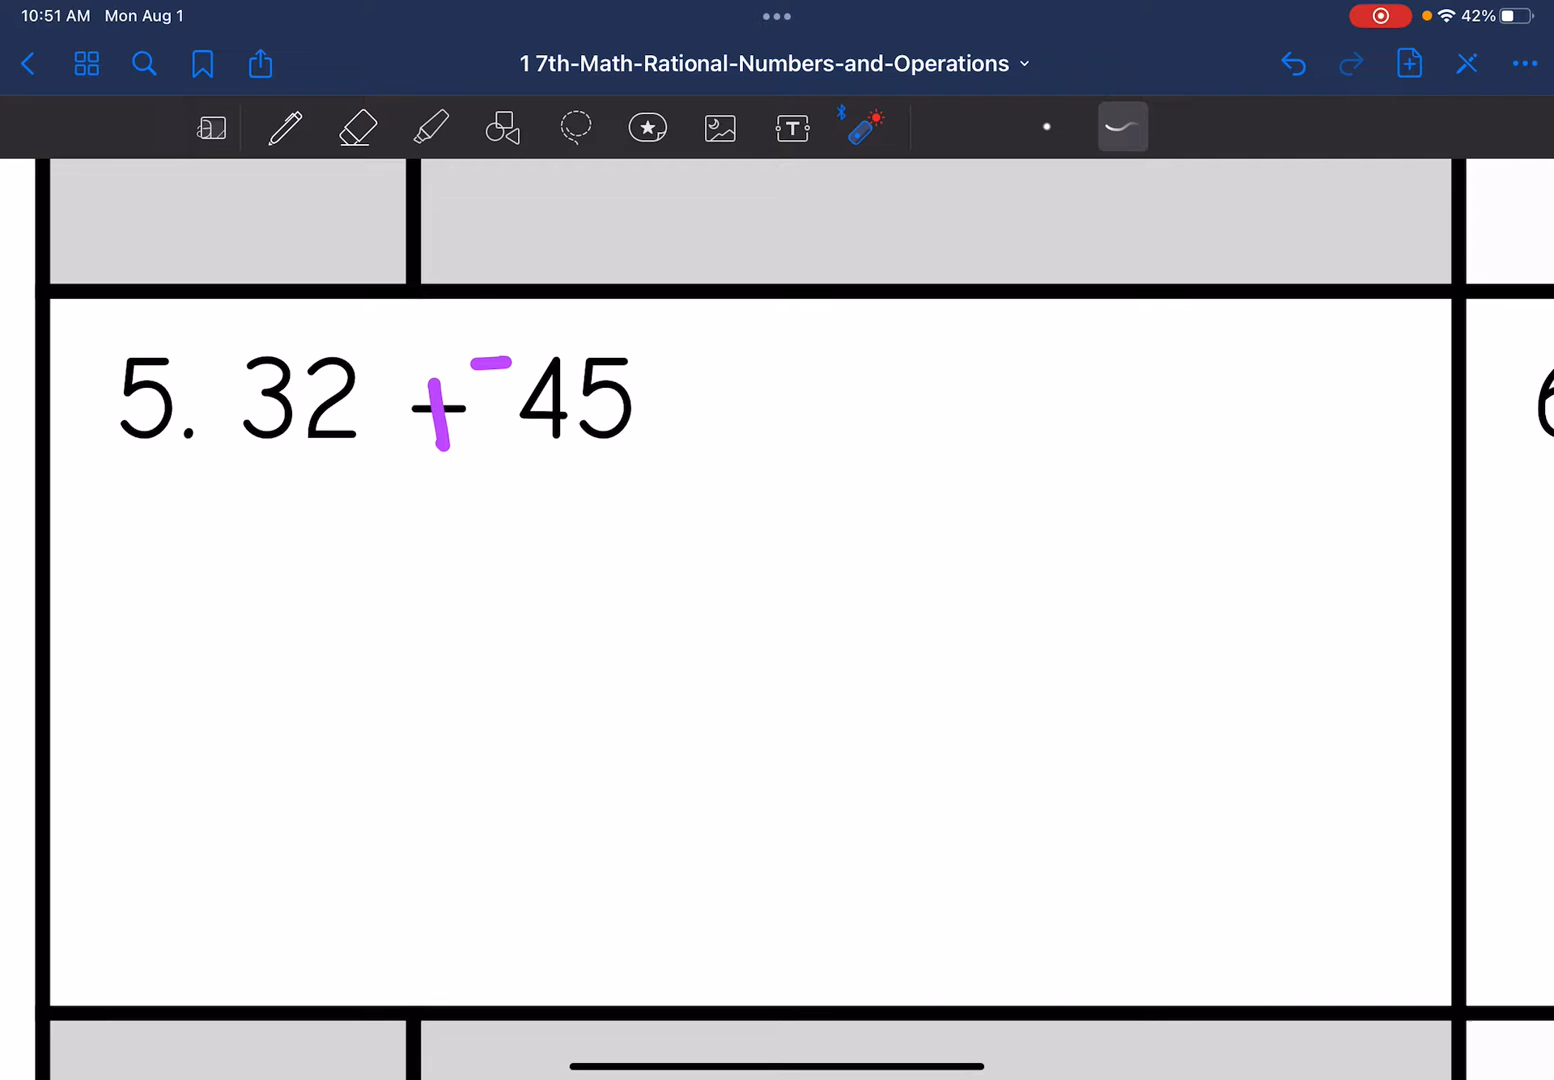 10:51 AM Mon Aug 1
42%
1 7th-Math-Rational-Numbers-and-Operations
T
5. 32 + ⁻45